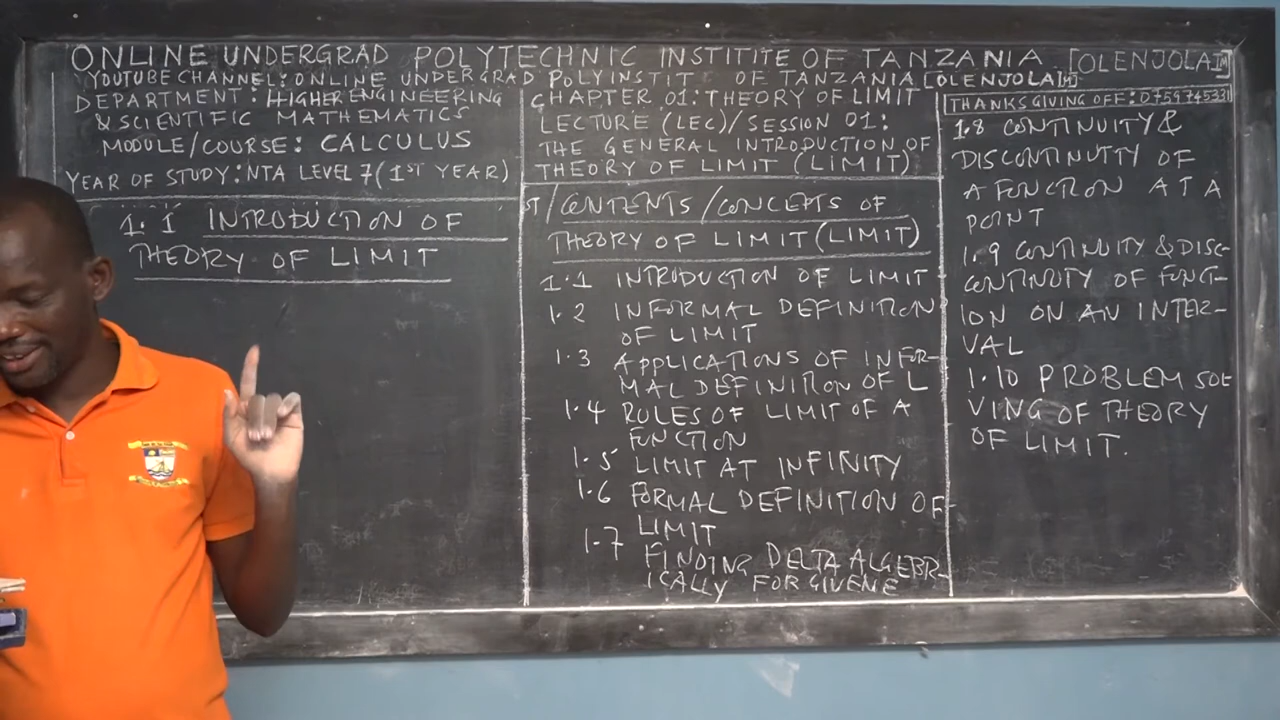 ONLINE UNDERGRAD POLYTECHNIC INSTITITE OF TANZANIA [OLENJOLA]
YOUTUBE CHANNEL: ONLINE UNDERGRAD POLYINSTIT OF TANZANIA [OLENJOLA]
DEPARTMENT: HIGHER ENGINEERING
& SCIENTIFIC MATHEMATICS
MODULE/COURSE: CALCULUS
YEAR OF STUDY: NTA LEVEL 7 (1ST YEAR)
1.1 INTRODUCTION OF
THEORY OF LIMIT
CHAPTER 01: THEORY OF LIMIT
LECTURE (LEC)/SESSION 01:
THE GENERAL INTRODUCTION OF
THEORY OF LIMIT (LIMIT)
/CONTENTS/CONCEPTS OF
THEORY OF LIMIT (LIMIT)
1.1 INTRODUCTION OF LIMIT
1.2 INFORMAL DEFINITION
OF LIMIT
1.3 APPLICATIONS OF INFOR-
MAL DEFINITION OF L
1.4 RULES OF LIMIT OF A
FUNCTION
1.5 LIMIT AT INFINITY
1.6 FORMAL DEFINITION OF
LIMIT
1.7 FINDING DELTA ALGEBR-
ICALLY FOR GIVEN E
THANKS GIVING OFF: 0759745331
1.8 CONTINUITY &
DISCONTINUTY OF
A FUNCTION AT A
POINT
1.9 CONTINUITY & DISC-
CONTINUITY OF FUNCT-
ION ON AN INTER-
VAL
1.10 PROBLEM SOL
VING OF THEORY
OF LIMIT.